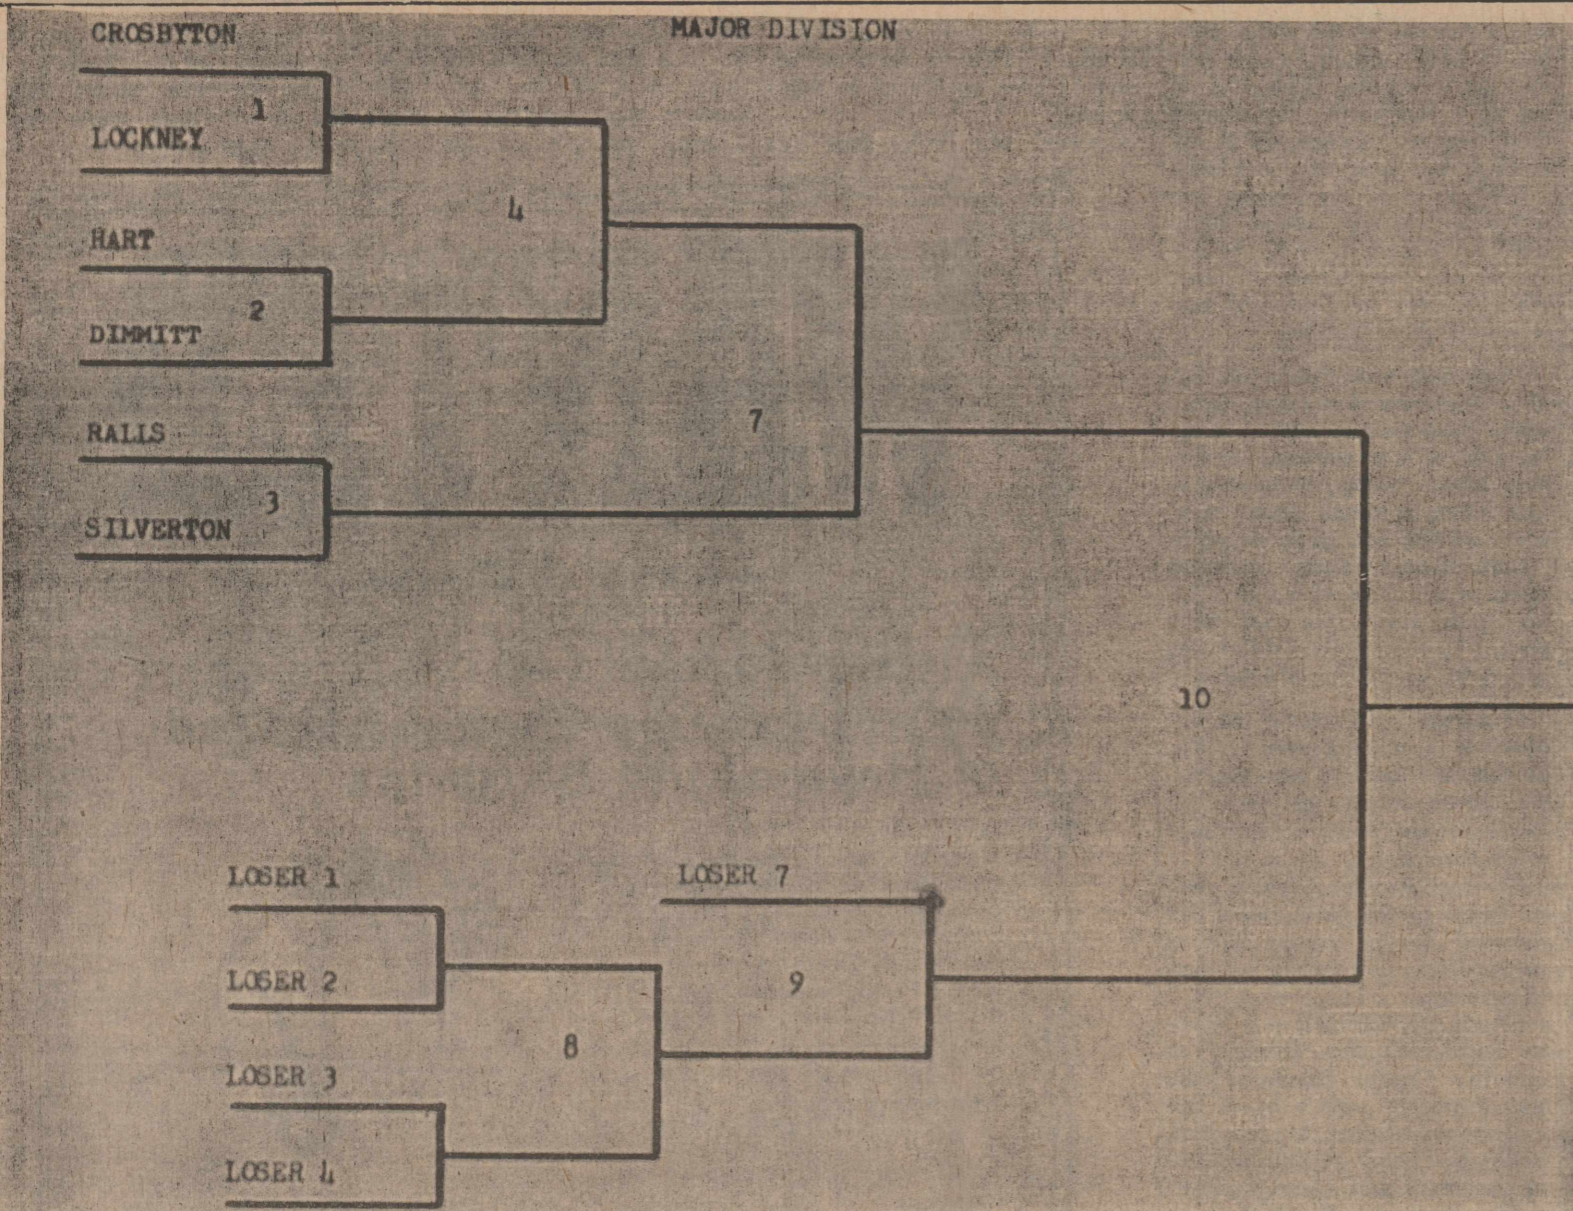 MAJOR DIVISION
CROSBYTON
1
LOCKNEY
4
HART
2
DIMMITT
7
RALLS
3
SILVERTON
10
LOSER 1
LOSER 7
LOSER 2
9
8
LOSER 3
LOSER 4